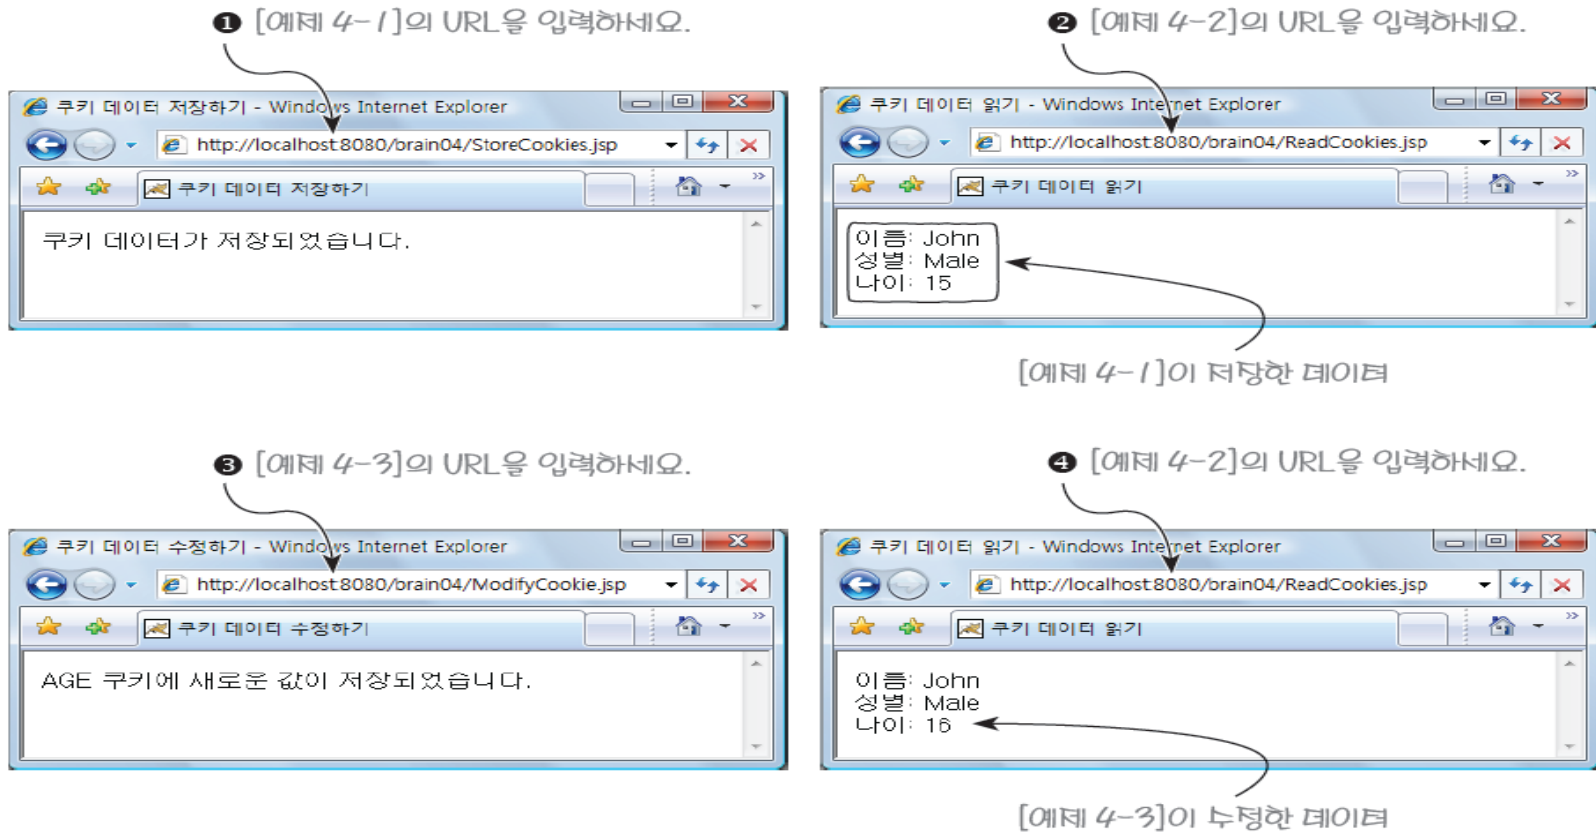 ❶ [예제 4-1]의 URL을 입력하세요.
쿠키 데이터 저장하기 - Windows Internet Explorer
http://localhost:8080/brain04/StoreCookies.jsp
쿠키 데이터 저장하기
쿠키 데이터가 저장되었습니다.
❷ [예제 4-2]의 URL을 입력하세요.
쿠키 데이터 읽기 - Windows Internet Explorer
http://localhost:8080/brain04/ReadCookies.jsp
쿠키 데이터 읽기
이름: John
성별: Male
나이: 15
[예제 4-1]이 저장한 데이터
❸ [예제 4-3]의 URL을 입력하세요.
쿠키 데이터 수정하기 - Windows Internet Explorer
http://localhost:8080/brain04/ModifyCookie.jsp
쿠키 데이터 수정하기
AGE 쿠키에 새로운 값이 저장되었습니다.
❹ [예제 4-2]의 URL을 입력하세요.
쿠키 데이터 읽기 - Windows Internet Explorer
http://localhost:8080/brain04/ReadCookies.jsp
쿠키 데이터 읽기
이름: John
성별: Male
나이: 16
[예제 4-3]이 수정한 데이터